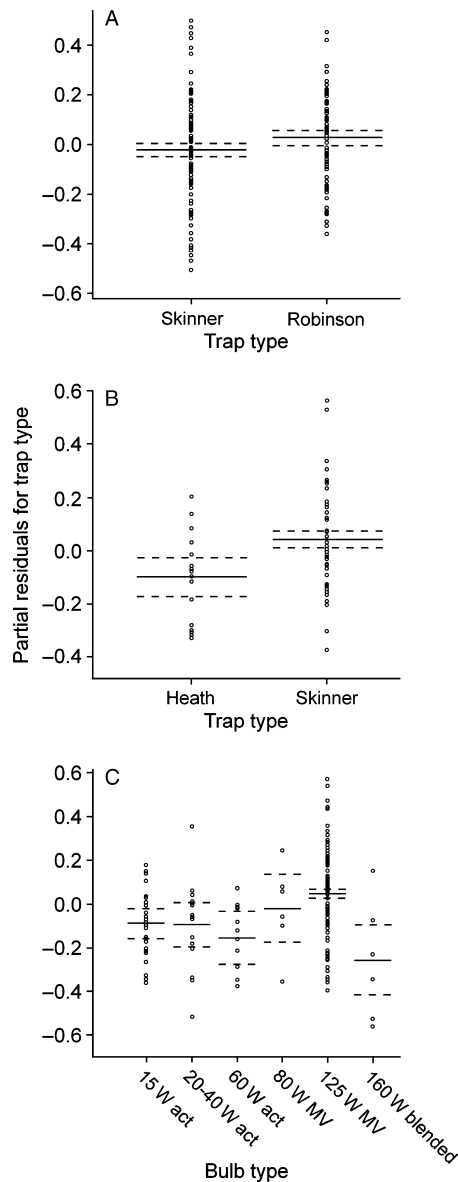 A
0.4
0.2
0.0
–0.2
–0.4
–0.6
Skinner Robinson
Trap type
Partial residuals for trap type
B
0.6
0.4
0.2
0.0
–0.2
–0.4
Heath Skinner
Trap type
C
0.6
0.4
0.2
0.0
–0.2
–0.4
–0.6
15 W act
20-40 W act
60 W act
80 W MV
125 W MV
160 W blended
Bulb type